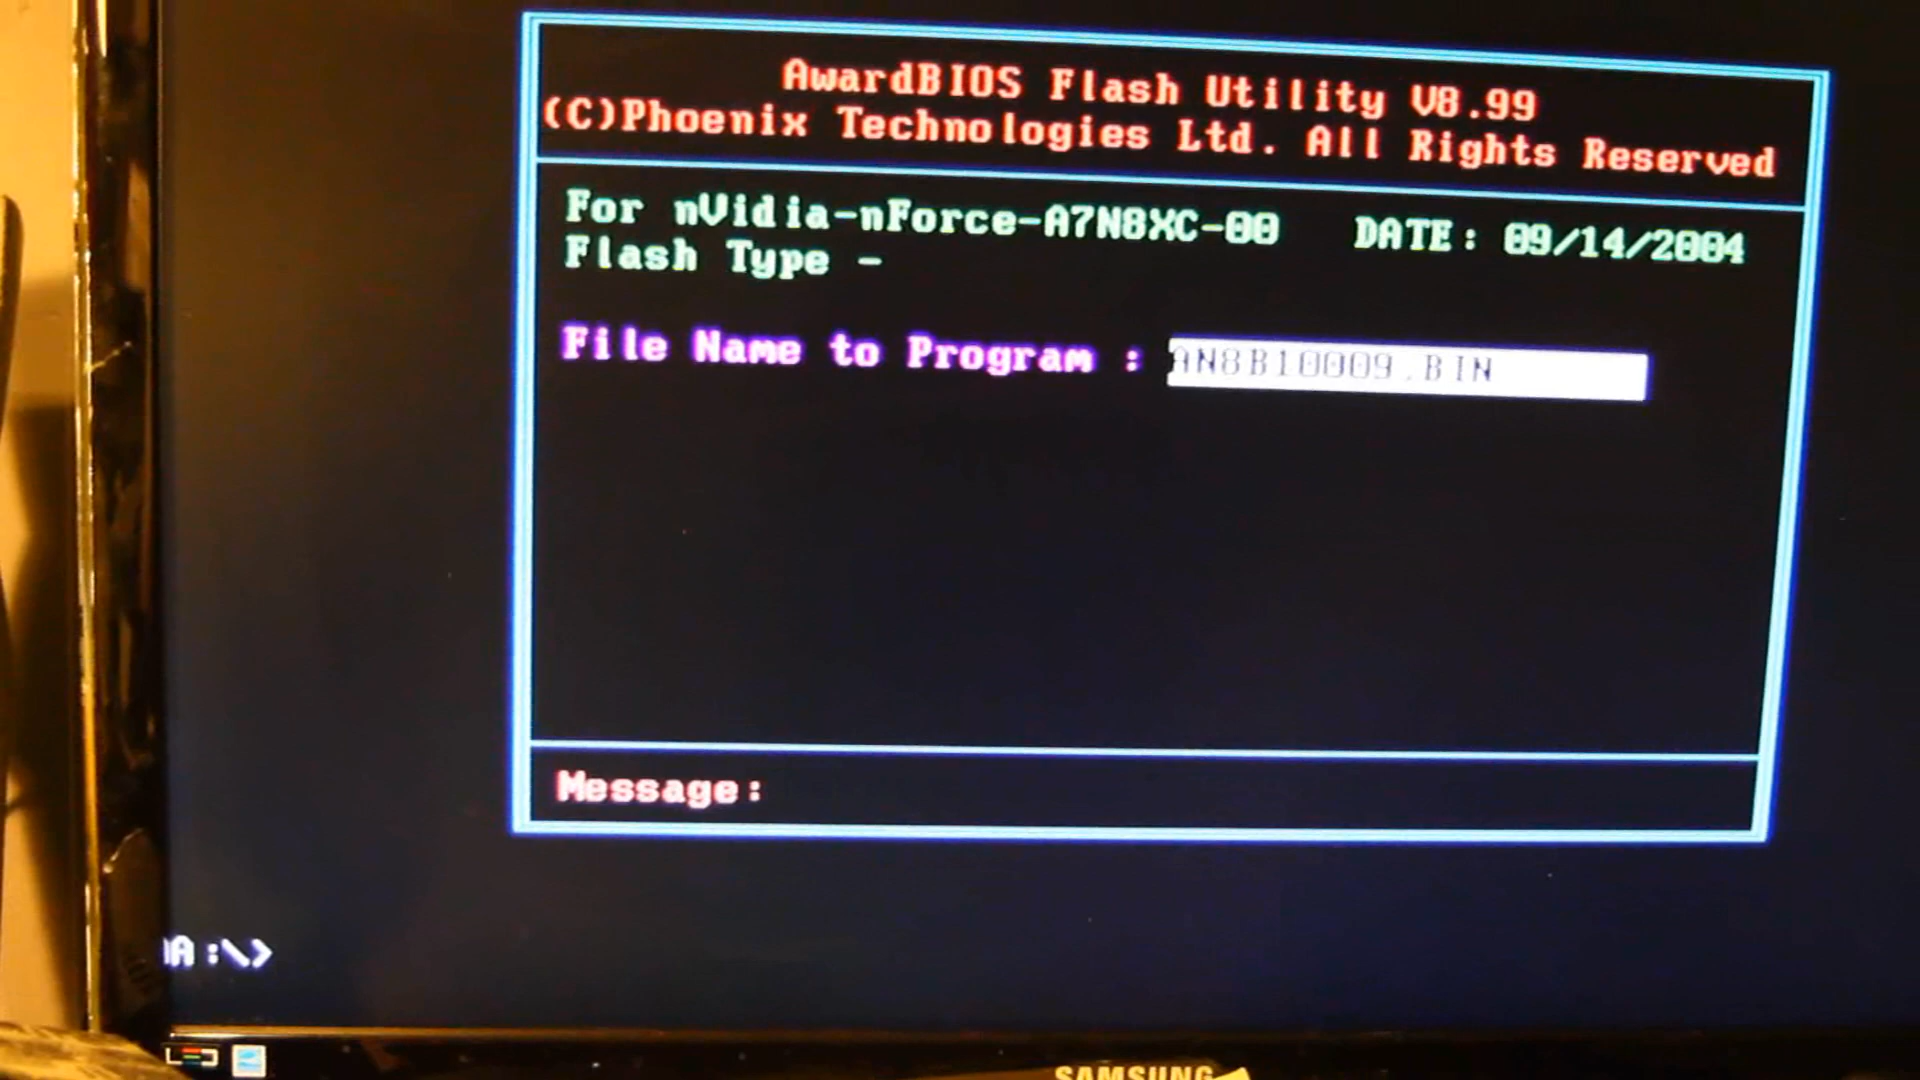 AwardBIOS Flash Utility V8.99
(C)Phoenix Technologies Ltd. All Rights Reserved
For nVidia-nForce-A7N8XC-00 DATE: 09/14/2004
Flash Type -
File Name to Program : AN8B10009.BIN
Message:
A:\>
SAMSUNG